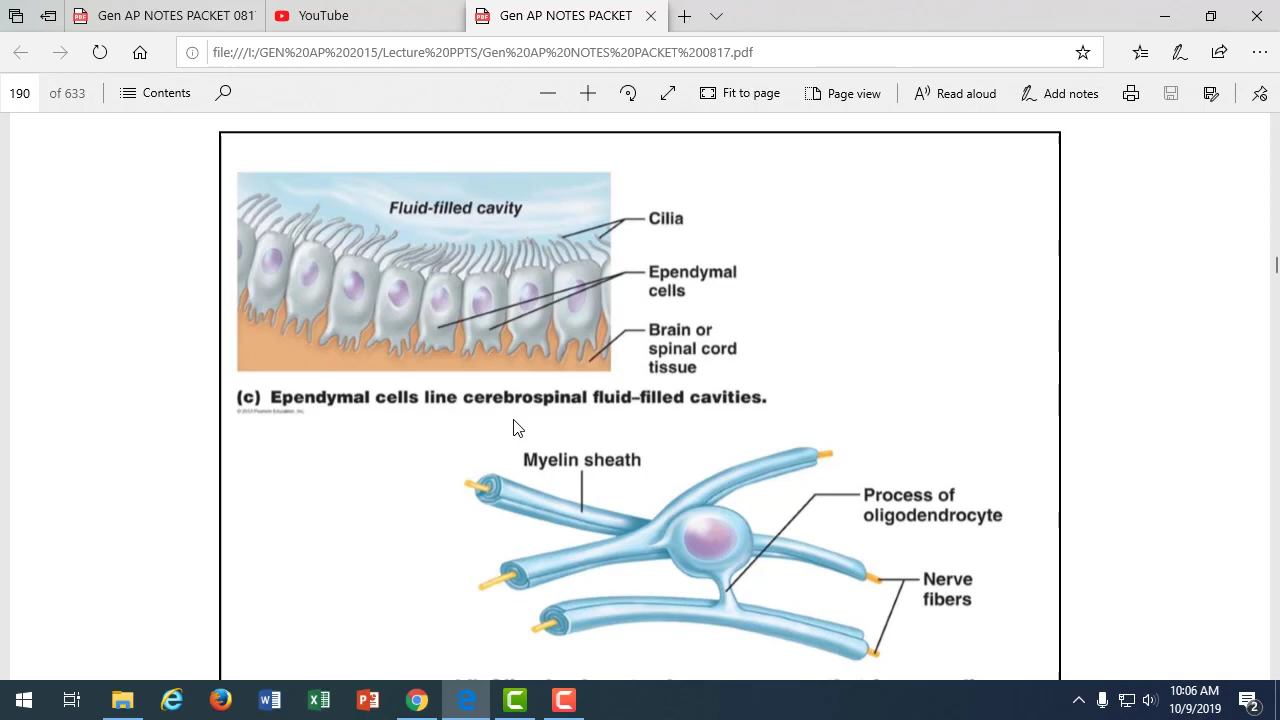 AP NOTES PACKET 081
YouTube
AP NOTES PACKET
file:///I:/GEN%20AP%202015/Lecture%20PPTS/Gen%20AP%20NOTES%20PACKET%200817.pdf
190 of 633
Contents
Fit to page
Page view
Read aloud
Add notes
Fluid-filled cavity
Cilia
Ependymal
cells
Brain or
spinal cord
tissue
(c) Ependymal cells line cerebrospinal fluid–filled cavities.
Myelin sheath
Process of
oligodendrocyte
Nerve
fibers
10:06 AM
10/9/2019
2